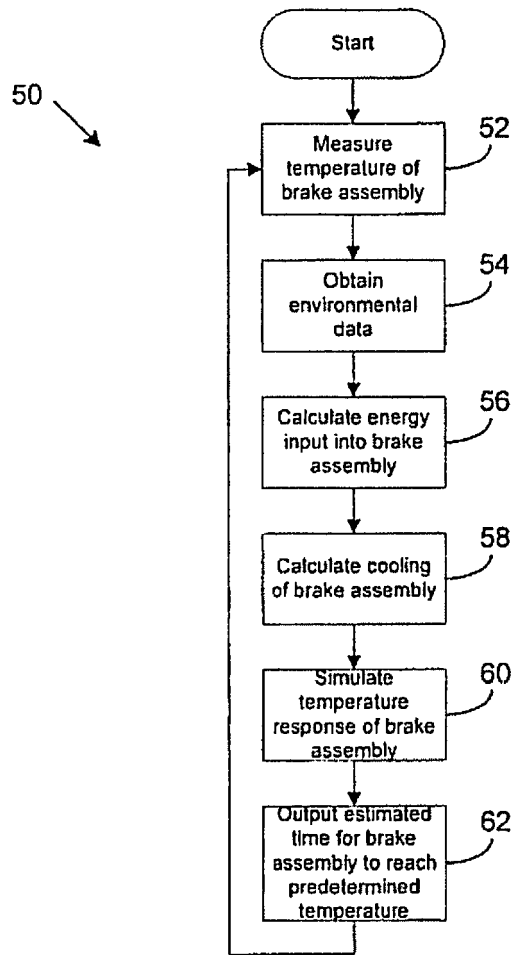 Start
50
52
Measure
temperature of
brake assembly
54
Obtain
environmental
data
56
Calculate energy
input into brake
assembly
58
Calculate cooling
of brake assembly
60
Simulate
temperature
response of brake
assembly
62
Output estimated
time for brake
assembly to reach
predetermined
temperature